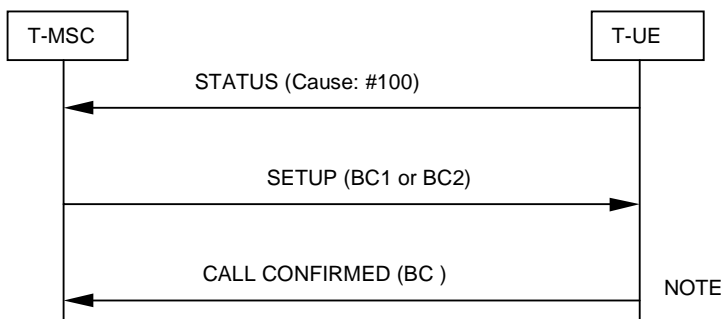 T-MSC
T-UE
STATUS (Cause: #100)
SETUP (BC1 or BC2)
CALL CONFIRMED (BC )
NOTE